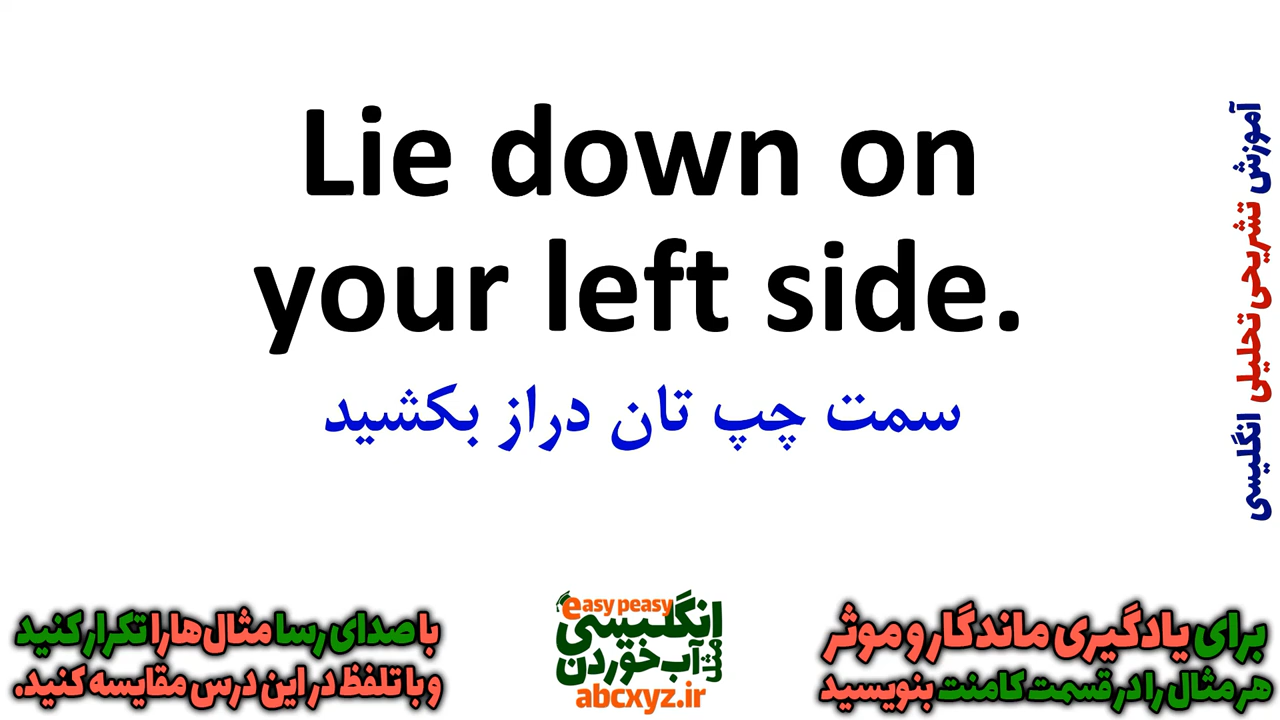 Lie down on
your left side.
سمت چپ تان دراز بکشید
آموزش تشریحی تحلیلی انگلیسی
با صدای رسا مثال‌ها را تکرار کنید
و با تلفظ در این درس مقایسه کنید.
easy peasy
انگلیسی
مثل آب خوردن
abcxyz.ir
برای یادگیری ماندگار و موثر
هر مثال را در قسمت کامنت بنویسید